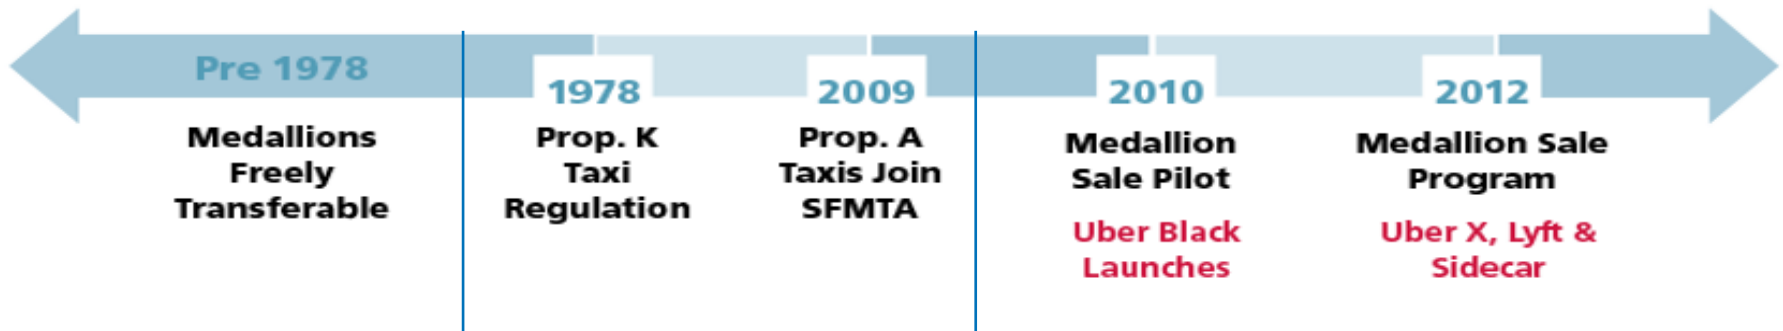 Pre 1978
Medallions
Freely
Transferable
1978
Prop. K
Taxi
Regulation
2009
Prop. A
Taxis Join
SFMTA
2010
Medallion
Sale Pilot
Uber Black
Launches
2012
Medallion Sale
Program
Uber X, Lyft &
Sidecar